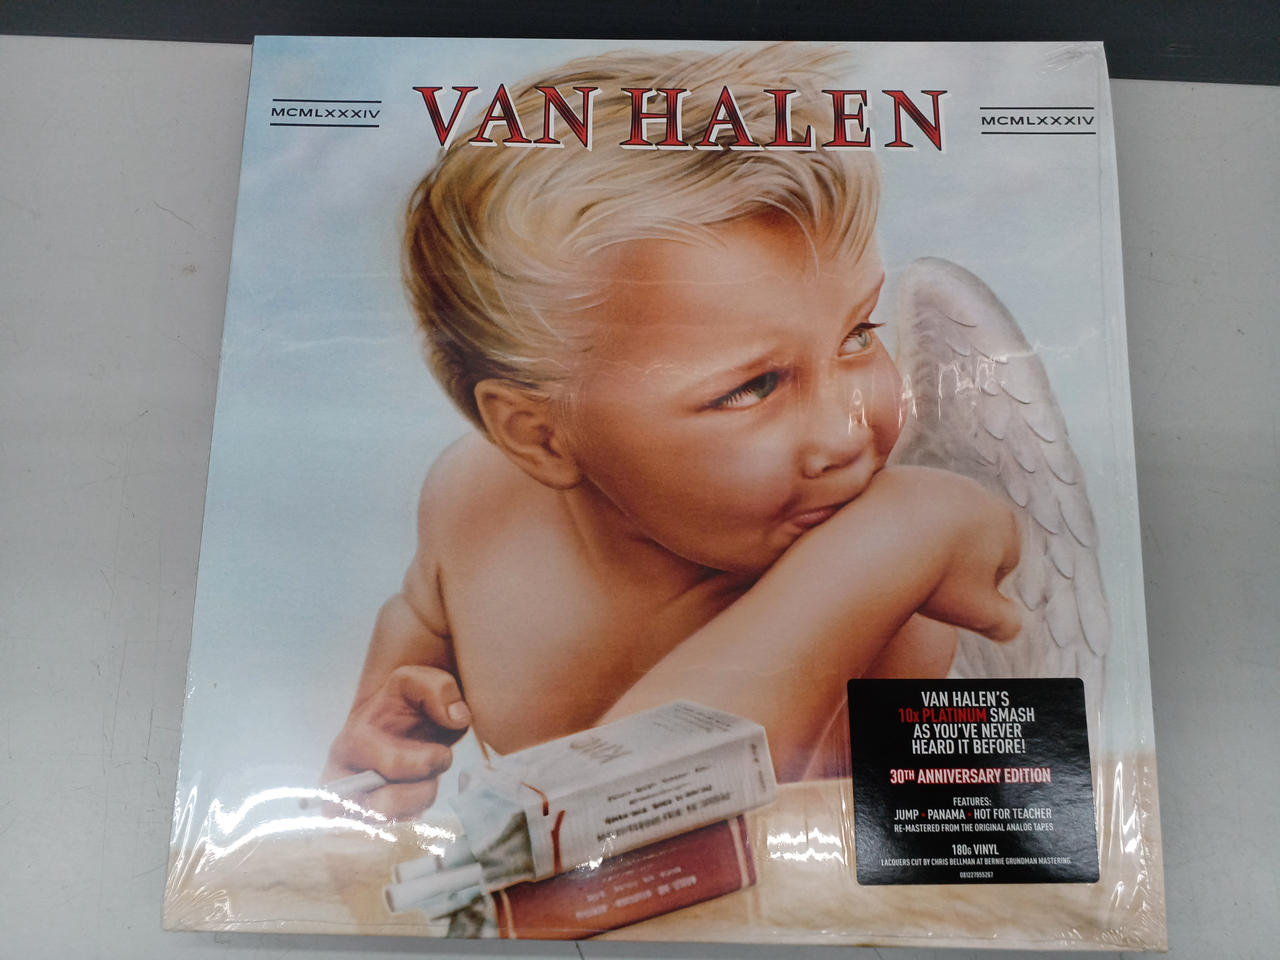 MCMLXXXIV
VAN HALEN
MCMLXXXIV
VAN HALEN'S
10x PLATINUM SMASH
AS YOU'VE NEVER
HEARD IT BEFORE!
30TH ANNIVERSARY EDITION
FEATURES:
JUMP • PANAMA • HOT FOR TEACHER
RE-MASTERED FROM THE ORIGINAL ANALOG TAPES
180G VINYL
LACQUERS CUT BY CHRIS BELLMAN AT BERNIE GRUNDMAN MASTERING
081227955267